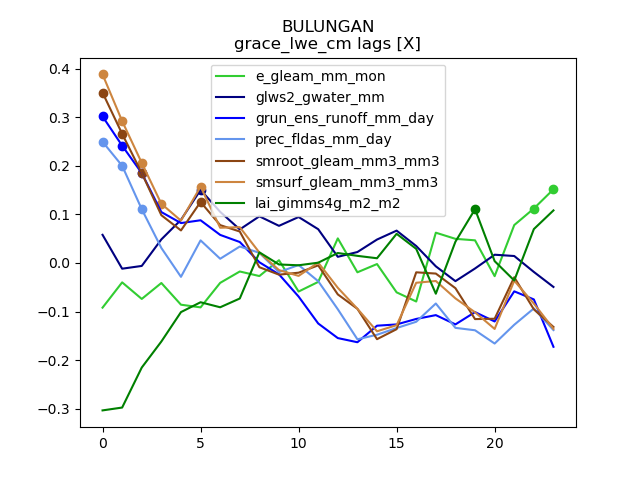 BULUNGAN
grace_lwe_cm lags [X]
e_gleam_mm_mon
glws2_gwater_mm
grun_ens_runoff_mm_day
prec_fldas_mm_day
smroot_gleam_mm3_mm3
smsurf_gleam_mm3_mm3
lai_gimms4g_m2_m2
0.4
0.3
0.2
0.1
0.0
−0.1
−0.2
−0.3
0 5 10 15 20